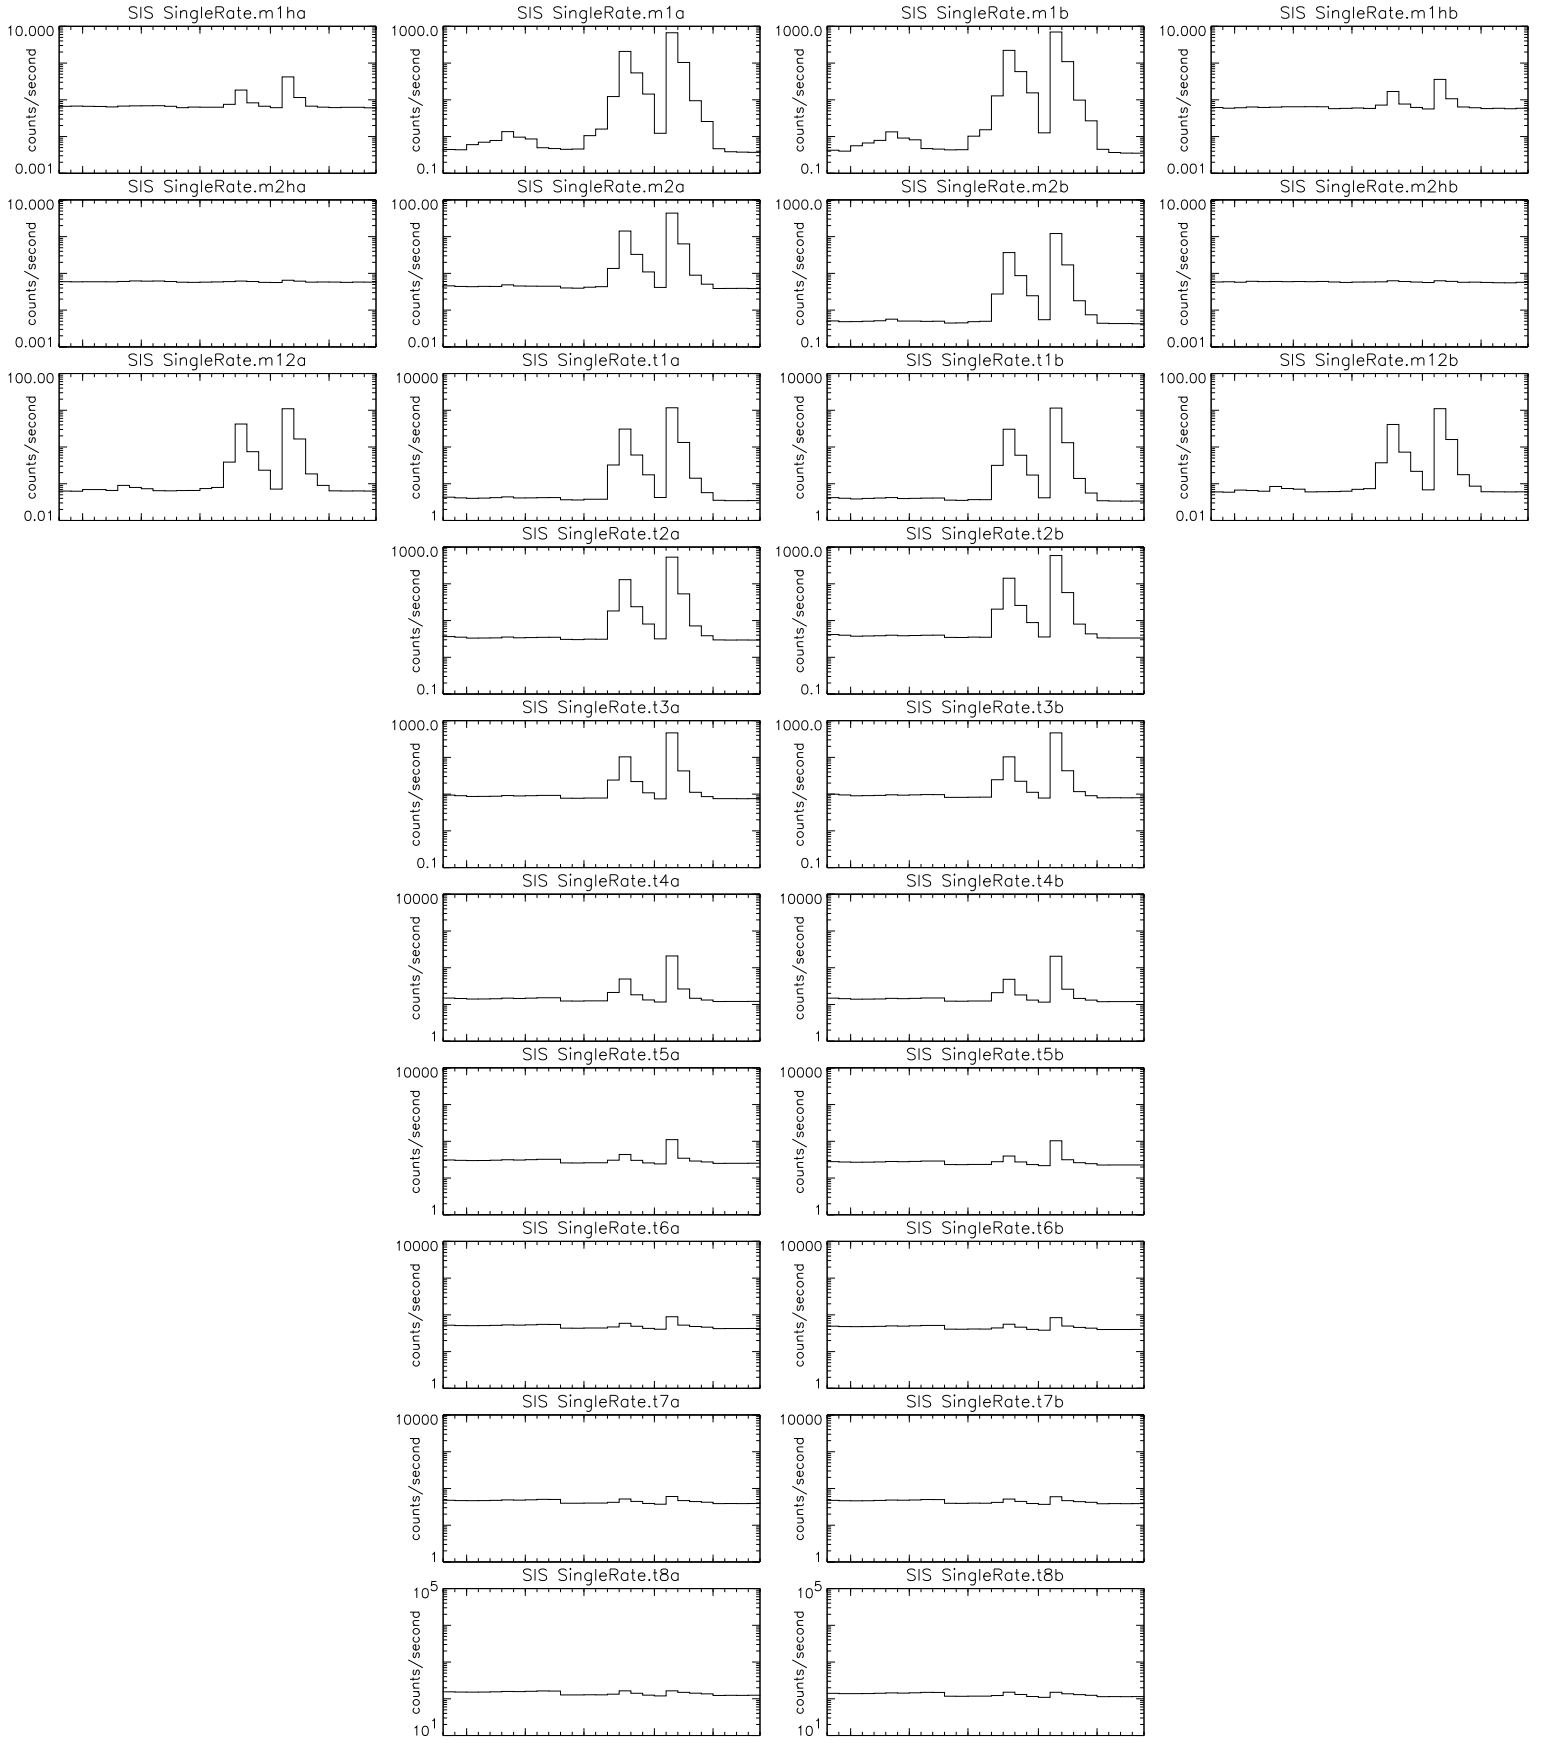 SIS SingleRate.m1ha
10.000
counts/second
0.001
SIS SingleRate.m1a
1000.0
counts/second
0.1
SIS SingleRate.m1b
1000.0
counts/second
0.1
SIS SingleRate.m1hb
10.000
counts/second
0.001
SIS SingleRate.m2ha
10.000
counts/second
0.001
SIS SingleRate.m2a
100.00
counts/second
0.01
SIS SingleRate.m2b
1000.0
counts/second
0.1
SIS SingleRate.m2hb
10.000
counts/second
0.001
SIS SingleRate.m12a
100.00
counts/second
0.01
SIS SingleRate.t1a
10000
counts/second
1
SIS SingleRate.t1b
10000
counts/second
1
SIS SingleRate.m12b
100.00
counts/second
0.01
SIS SingleRate.t2a
1000.0
counts/second
0.1
SIS SingleRate.t2b
1000.0
counts/second
0.1
SIS SingleRate.t3a
1000.0
counts/second
0.1
SIS SingleRate.t3b
1000.0
counts/second
0.1
SIS SingleRate.t4a
10000
counts/second
1
SIS SingleRate.t4b
10000
counts/second
1
SIS SingleRate.t5a
10000
counts/second
1
SIS SingleRate.t5b
10000
counts/second
1
SIS SingleRate.t6a
10000
counts/second
1
SIS SingleRate.t6b
10000
counts/second
1
SIS SingleRate.t7a
10000
counts/second
1
SIS SingleRate.t7b
10000
counts/second
1
SIS SingleRate.t8a
10⁵
counts/second
10¹
SIS SingleRate.t8b
10⁵
counts/second
10¹